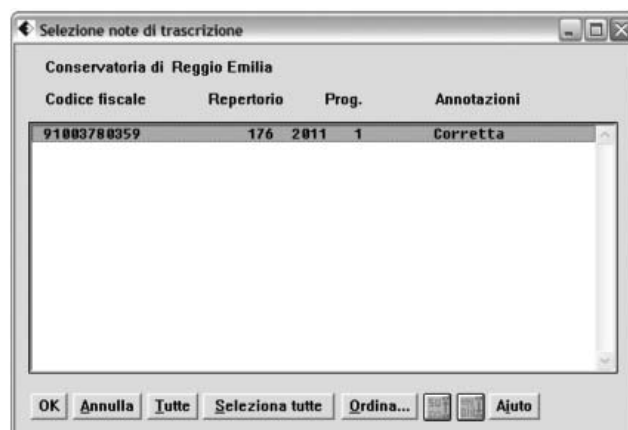 Selezione note di trascrizione
Conservatoria di Reggio Emilia
Codice fiscale Repertorio Prog. Annotazioni
91003780359 176 2011 1 Corretta
OK Annulla Tutte Seleziona tutte Ordina... Aiuto